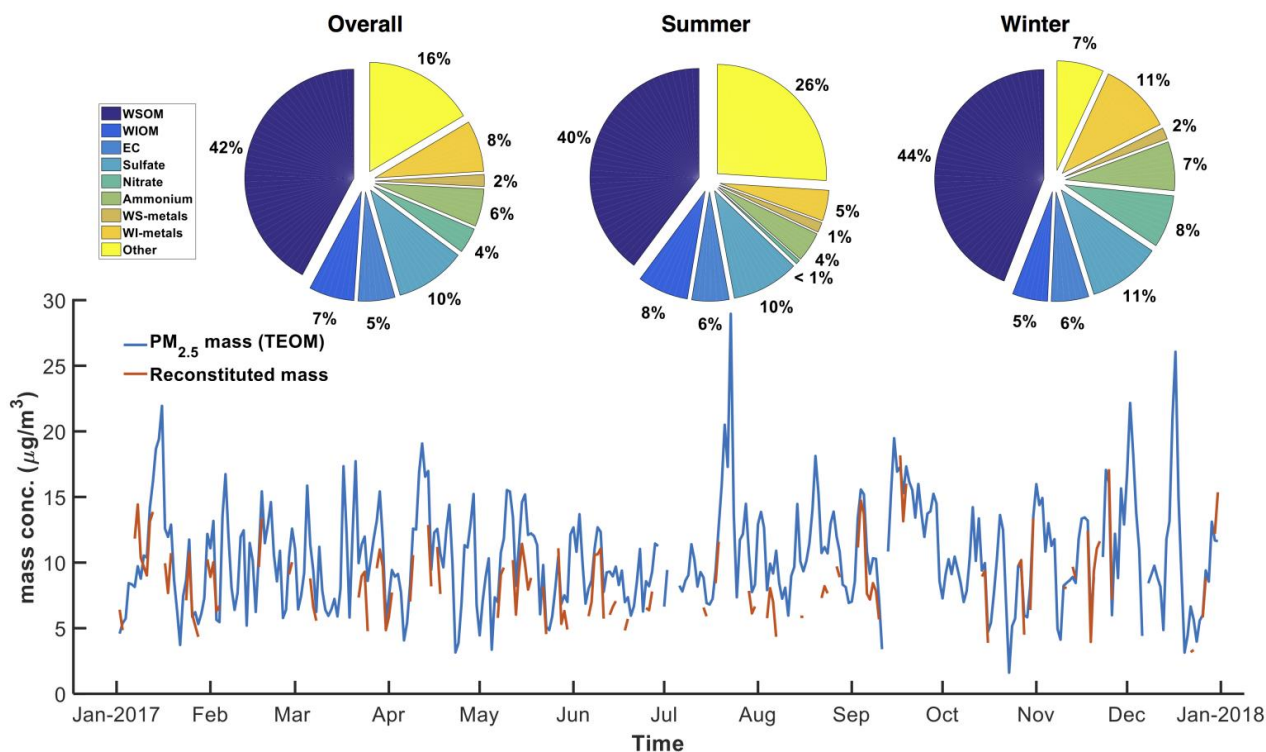 Overall
Summer
Winter
WSOM
WIOM
EC
Sulfate
Nitrate
Ammonium
WS-metals
WI-metals
Other
16%
8%
2%
6%
4%
10%
5%
7%
42%
26%
5%
1%
4%
< 1%
10%
6%
8%
40%
7%
11%
2%
7%
8%
11%
6%
5%
44%
PM2.5 mass (TEOM)
Reconstituted mass
mass conc. (μg/m³)
30
25
20
15
10
5
0
Jan-2017 Feb Mar Apr May Jun Jul Aug Sep Oct Nov Dec Jan-2018
Time